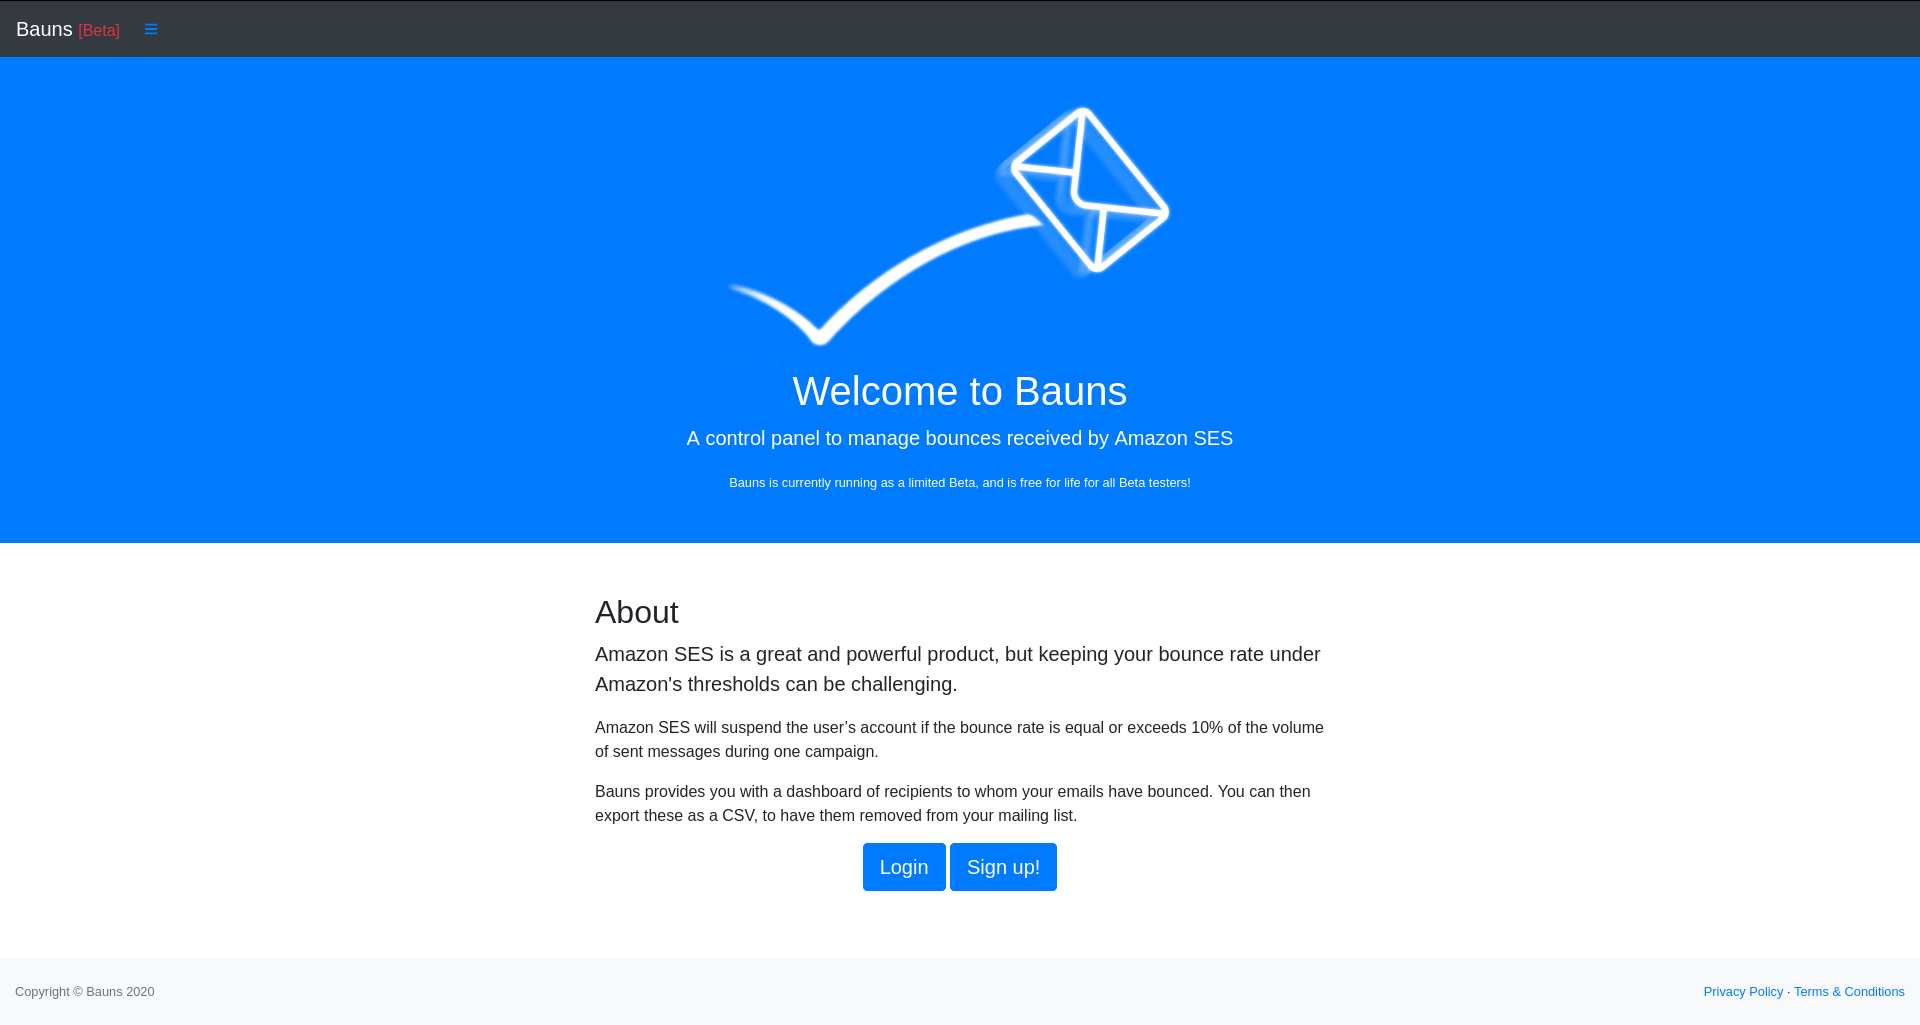 Bauns [Beta]
Welcome to Bauns
A control panel to manage bounces received by Amazon SES
Bauns is currently running as a limited Beta, and is free for life for all Beta testers!
About
Amazon SES is a great and powerful product, but keeping your bounce rate under
Amazon's thresholds can be challenging.
Amazon SES will suspend the user’s account if the bounce rate is equal or exceeds 10% of the volume
of sent messages during one campaign.
Bauns provides you with a dashboard of recipients to whom your emails have bounced. You can then
export these as a CSV, to have them removed from your mailing list.
Login Sign up!
Copyright © Bauns 2020 Privacy Policy · Terms & Conditions